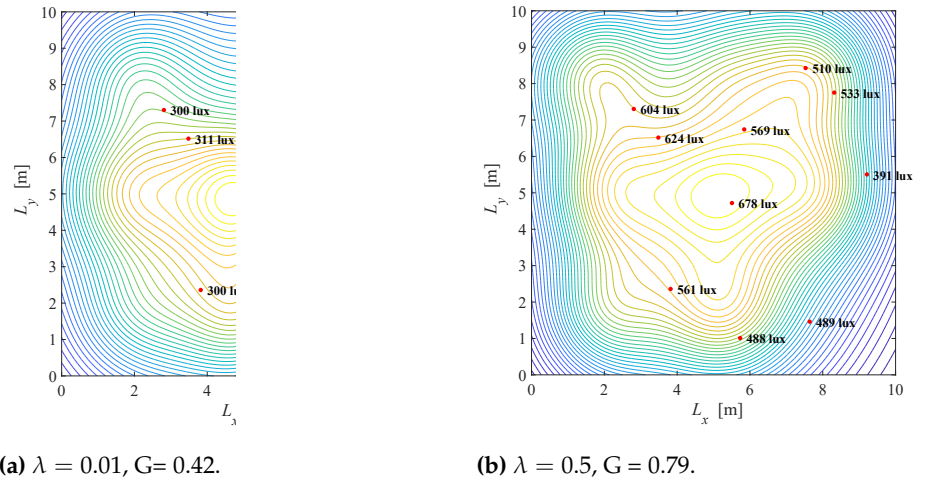 10
9
8
7
6
5
4
3
2
1
0
L_y [m]
0
2
4
L_x
300 lux
311 lux
300 lu
10
9
8
7
6
5
4
3
2
1
0
L_y [m]
0
2
4
6
8
10
L_x [m]
510 lux
533 lux
604 lux
569 lux
624 lux
391 lux
678 lux
561 lux
489 lux
488 lux
(a) λ = 0.01, G= 0.42.
(b) λ = 0.5, G = 0.79.